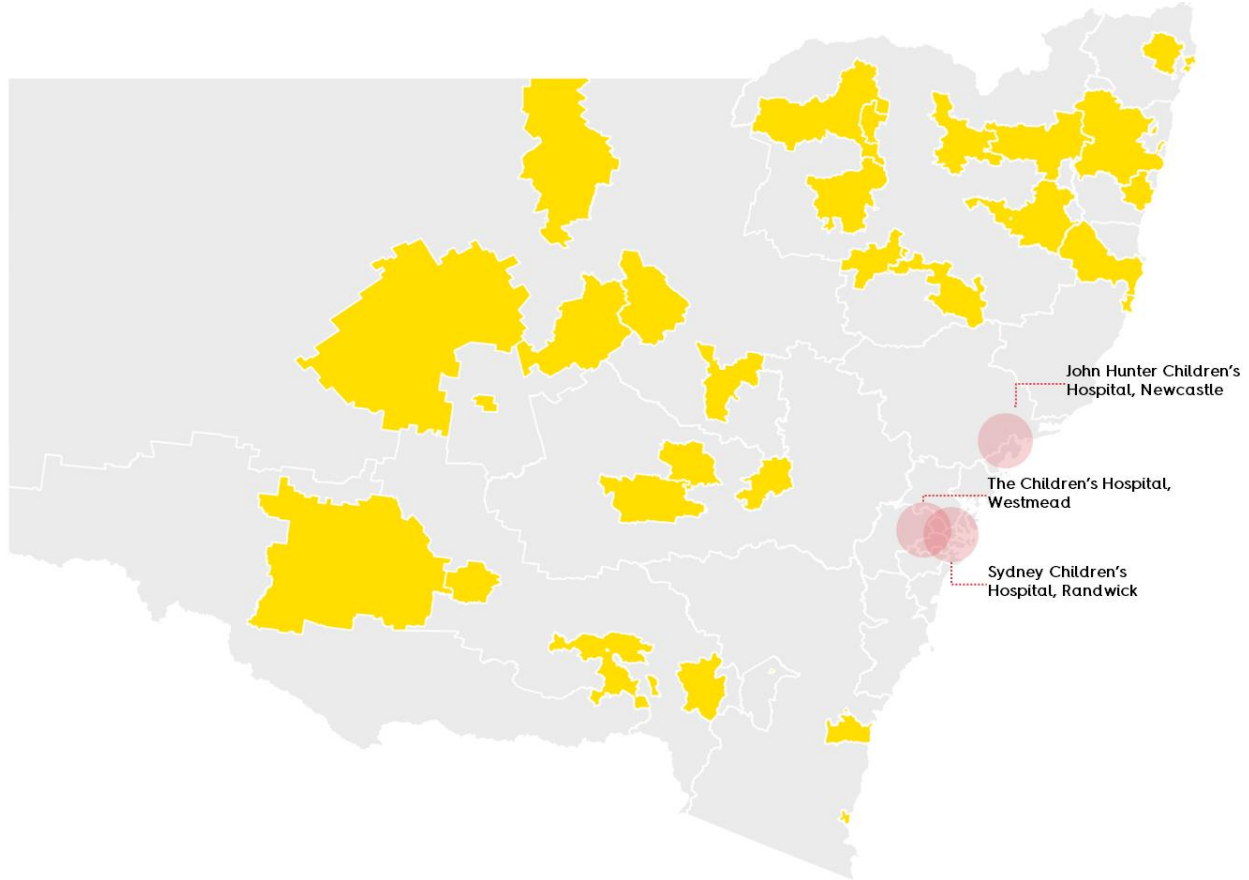 John Hunter Children’s
Hospital, Newcastle
The Children’s Hospital,
Westmead
Sydney Children’s
Hospital, Randwick